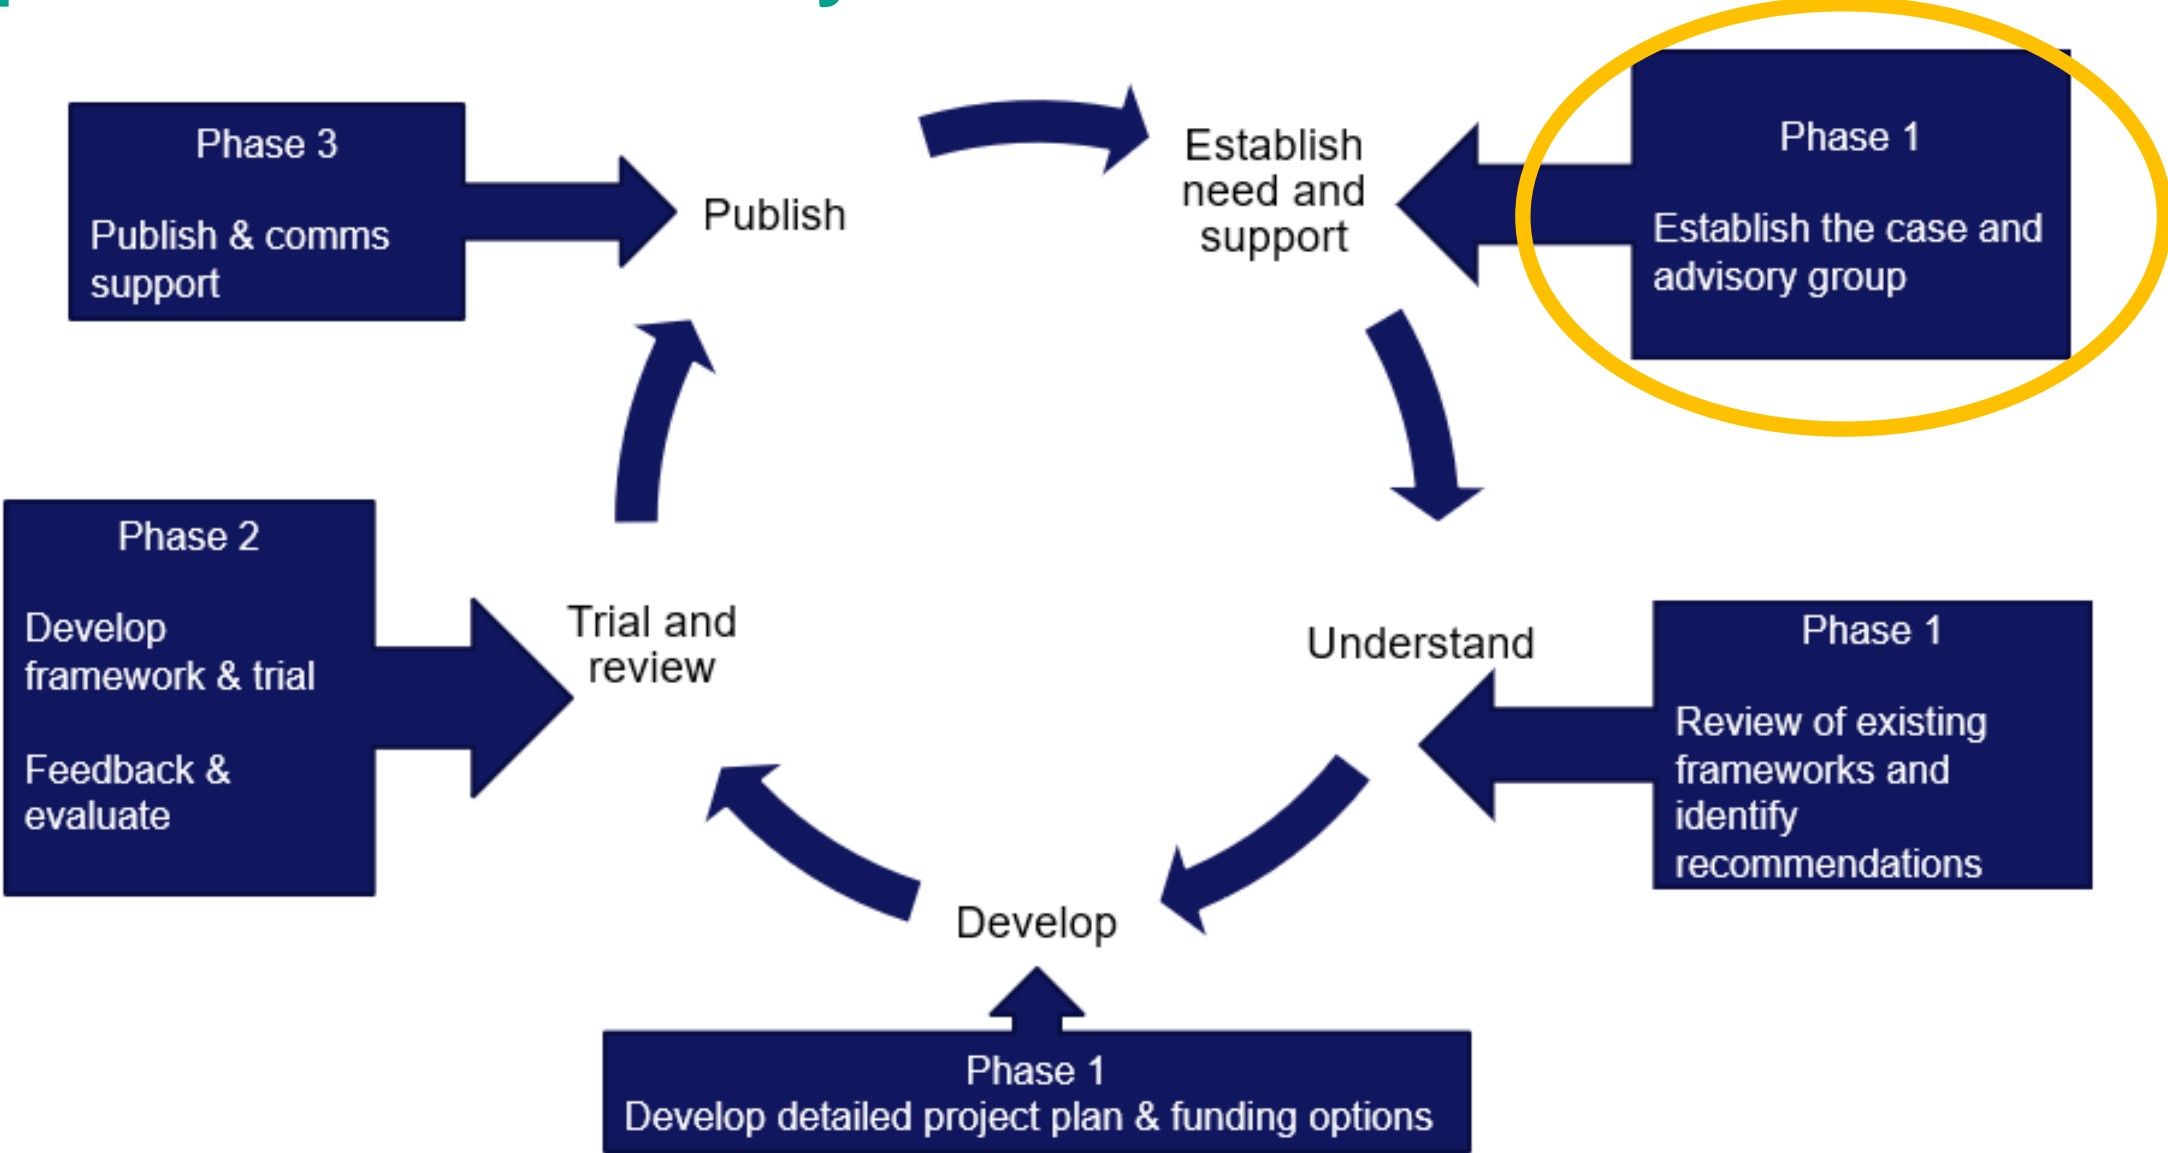 Phase 3
Publish & comms
support
Publish
Establish
need and
support
Phase 1
Establish the case and
advisory group
Phase 2
Develop
framework & trial
Feedback &
evaluate
Trial and
review
Understand
Phase 1
Review of existing
frameworks and
identify
recommendations
Develop
Phase 1
Develop detailed project plan & funding options